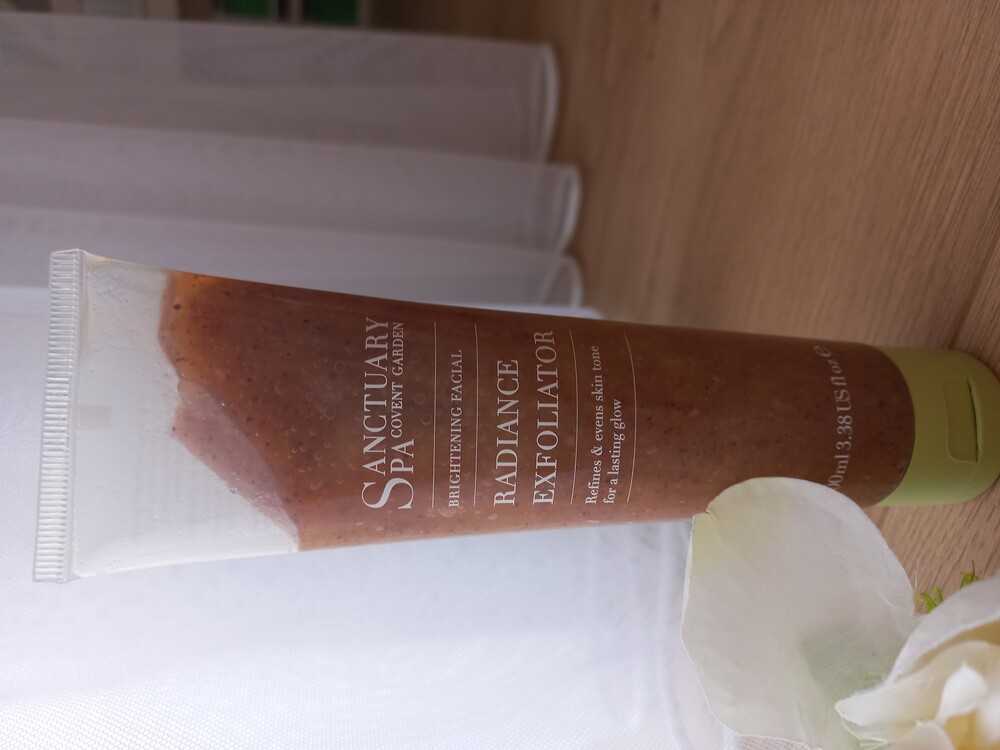 SANCTUARY
SPA COVENT GARDEN
BRIGHTENING FACIAL
RADIANCE
EXFOLIATOR
Refines & evens skin tone
for a lasting glow
3.38 US fl oz ℮